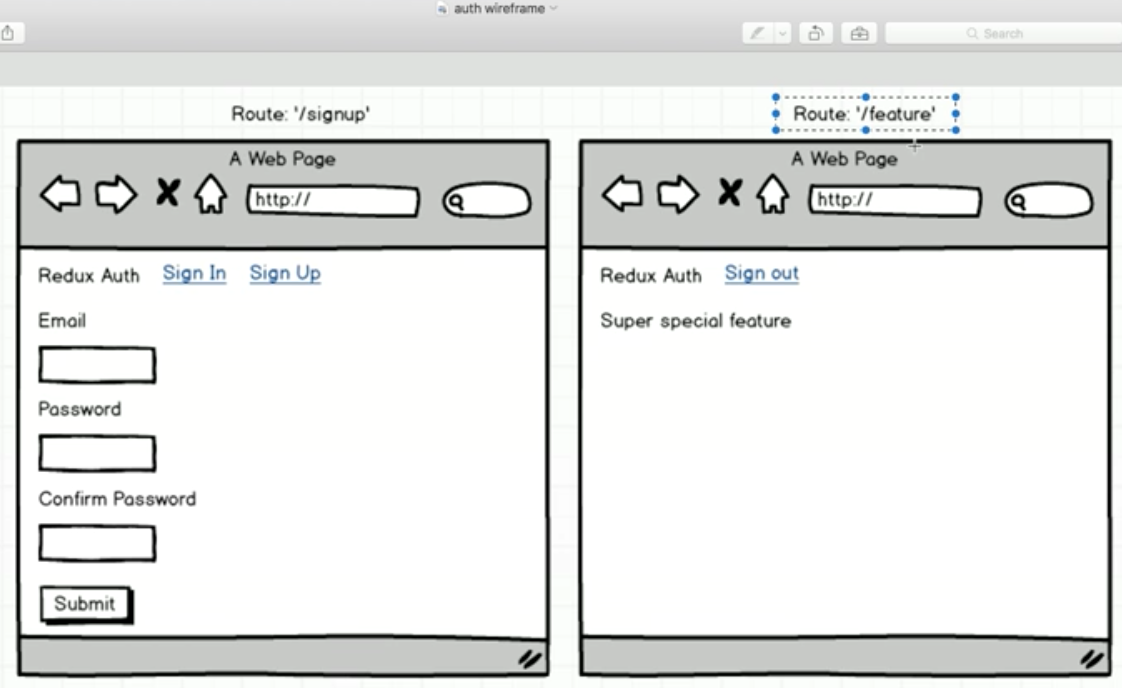 auth wireframe
Search
Route: '/signup'
A Web Page
http://
Redux Auth Sign In Sign Up
Email
Password
Confirm Password
Submit
Route: '/feature'
A Web Page
http://
Redux Auth Sign out
Super special feature